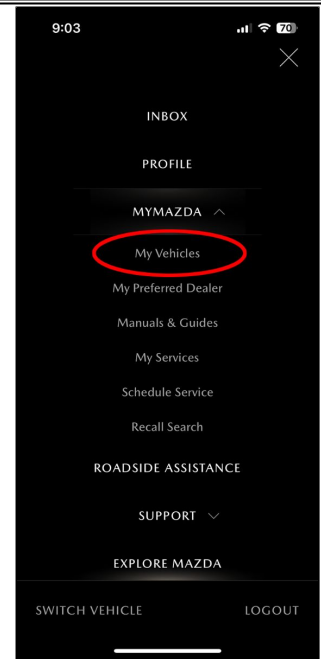 9:03
70
INBOX
PROFILE
MYMAZDA
My Vehicles
My Preferred Dealer
Manuals & Guides
My Services
Schedule Service
Recall Search
ROADSIDE ASSISTANCE
SUPPORT
EXPLORE MAZDA
SWITCH VEHICLE LOGOUT